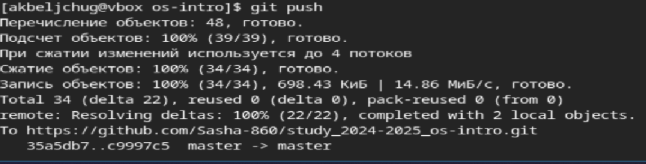 [akbeljchug@vbox os-intro]$ git push
Перечисление объектов: 48, готово.
Подсчет объектов: 100% (39/39), готово.
При сжатии изменений используется до 4 потоков
Сжатие объектов: 100% (34/34), готово.
Запись объектов: 100% (34/34), 698.43 КиБ | 14.86 МиБ/с, готово.
Total 34 (delta 22), reused 0 (delta 0), pack-reused 0 (from 0)
remote: Resolving deltas: 100% (22/22), completed with 2 local objects.
To https://github.com/Sasha-860/study_2024-2025_os-intro.git
   35a5db7..c9997c5  master -> master